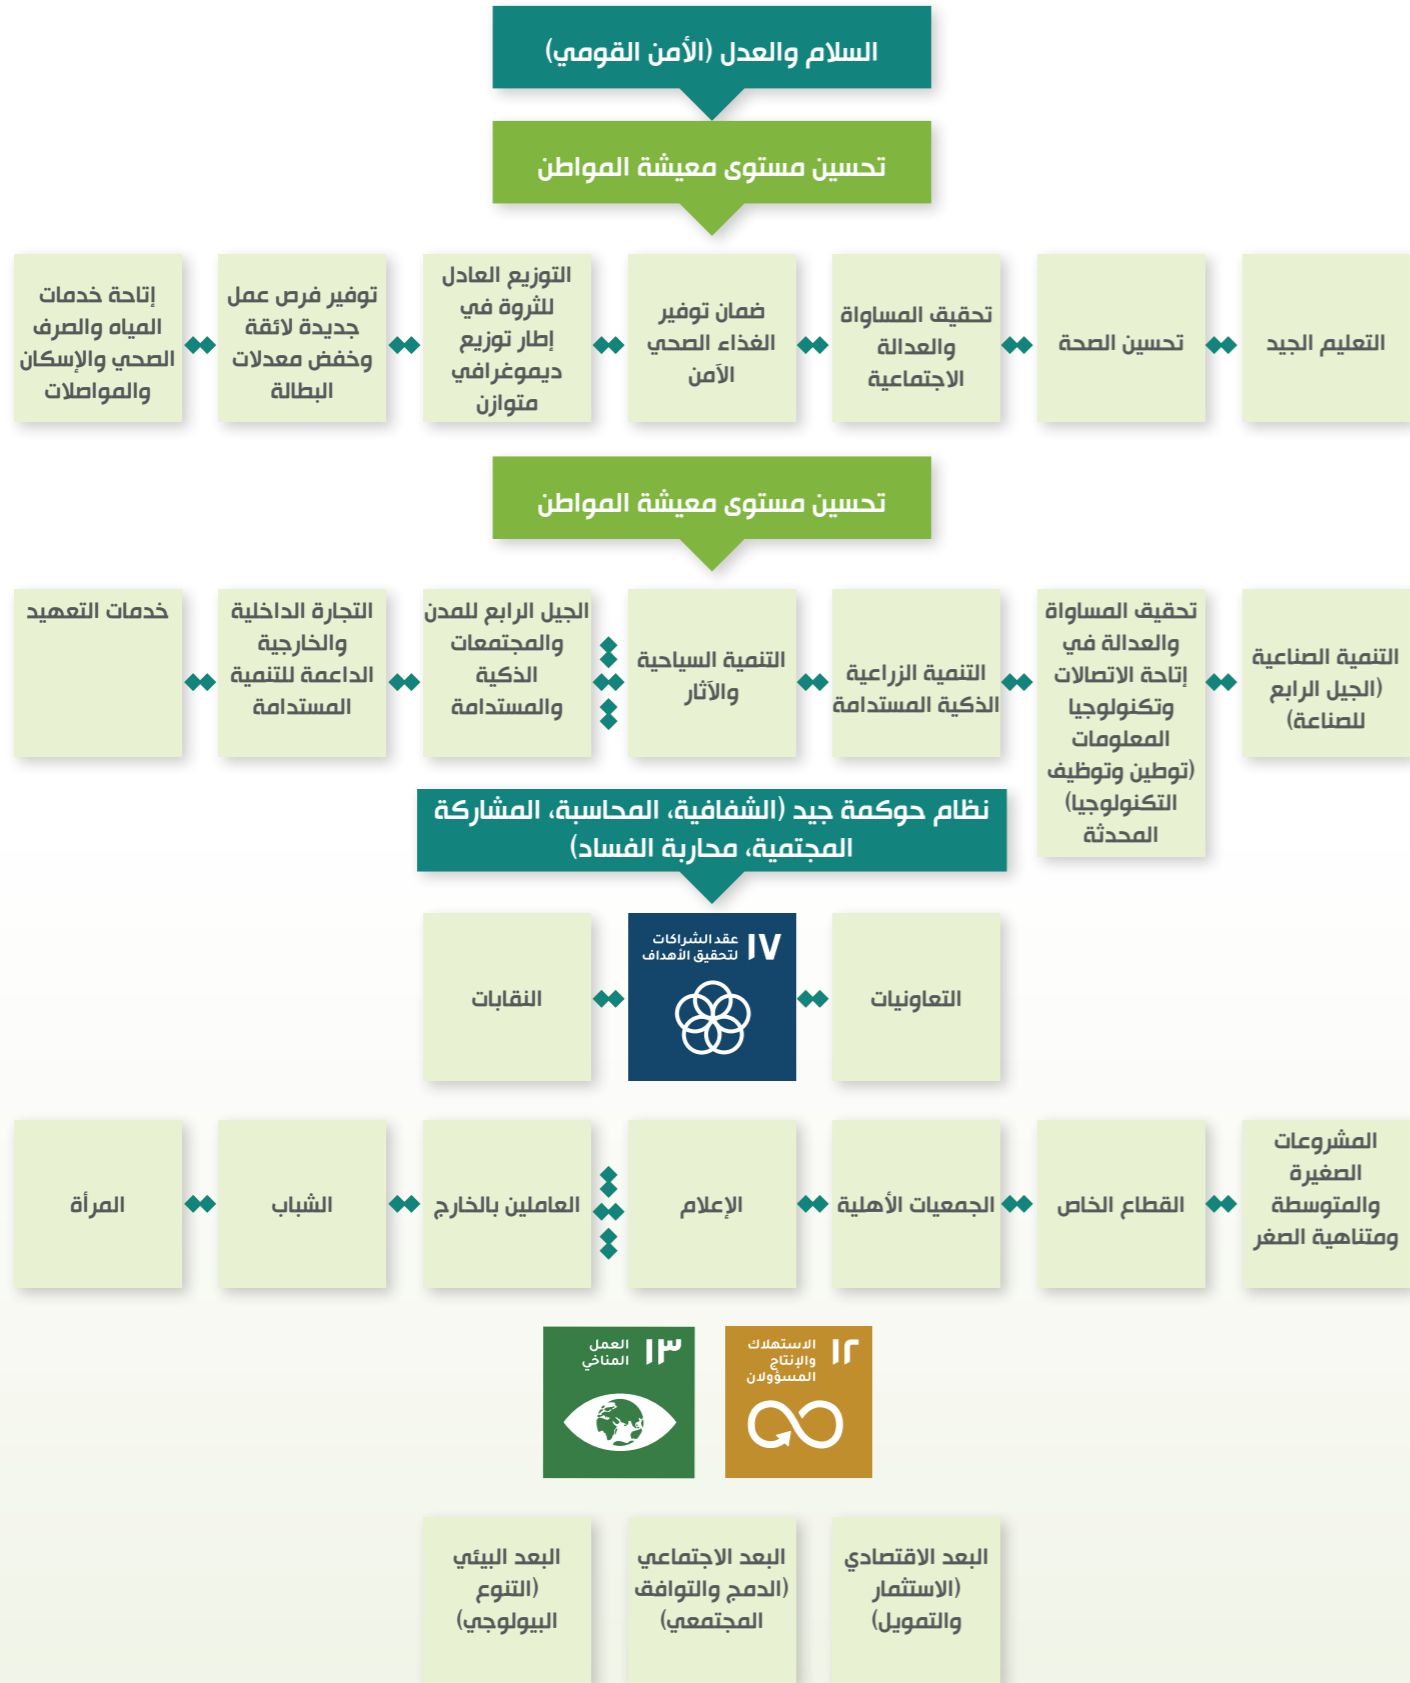 السلام والعدل (الأمن القومي)
تحسين مستوى معيشة المواطن
التعليم الجيد
تحسين الصحة
تحقيق المساواة
والعدالة
الاجتماعية
ضمان توفير
الغذاء الصحي
الآمن
التوزيع العادل
للثروة في
إطار توزيع
ديموغرافي
متوازن
توفير فرص عمل
جديدة لائقة
وخفض معدلات
البطالة
إتاحة خدمات
المياه والصرف
الصحي والإسكان
والمواصلات
تحسين مستوى معيشة المواطن
التنمية الصناعية
(الجيل الرابع
للصناعة)
تحقيق المساواة
والعدالة في
إتاحة الاتصالات
وتكنولوجيا
المعلومات
(توطين وتوظيف
التكنولوجيا)
المحدثة
التنمية الزراعية
الذكية المستدامة
التنمية السياحية
والآثار
الجيل الرابع للمدن
والمجتمعات
الذكية
والمستدامة
التجارة الداخلية
والخارجية
الداعمة للتنمية
المستدامة
خدمات التعهيد
نظام حوكمة جيد (الشفافية، المحاسبة، المشاركة
المجتمية، محاربة الفساد)
التعاونيات
١٧ عقد الشراكات
لتحقيق الأهداف
النقابات
المشروعات
الصغيرة
والمتوسطة
ومتناهية الصغر
القطاع الخاص
الجمعيات الأهلية
الإعلام
العاملين بالخارج
الشباب
المرأة
١٢ الاستهلاك
والإنتاج
المسؤولان
١٣ العمل
المناخي
البعد الاقتصادي
(الاستثمار
والتمويل)
البعد الاجتماعي
(الدمج والتوافق
المجتمعي)
البعد البيئي
(التنوع
البيولوجي)